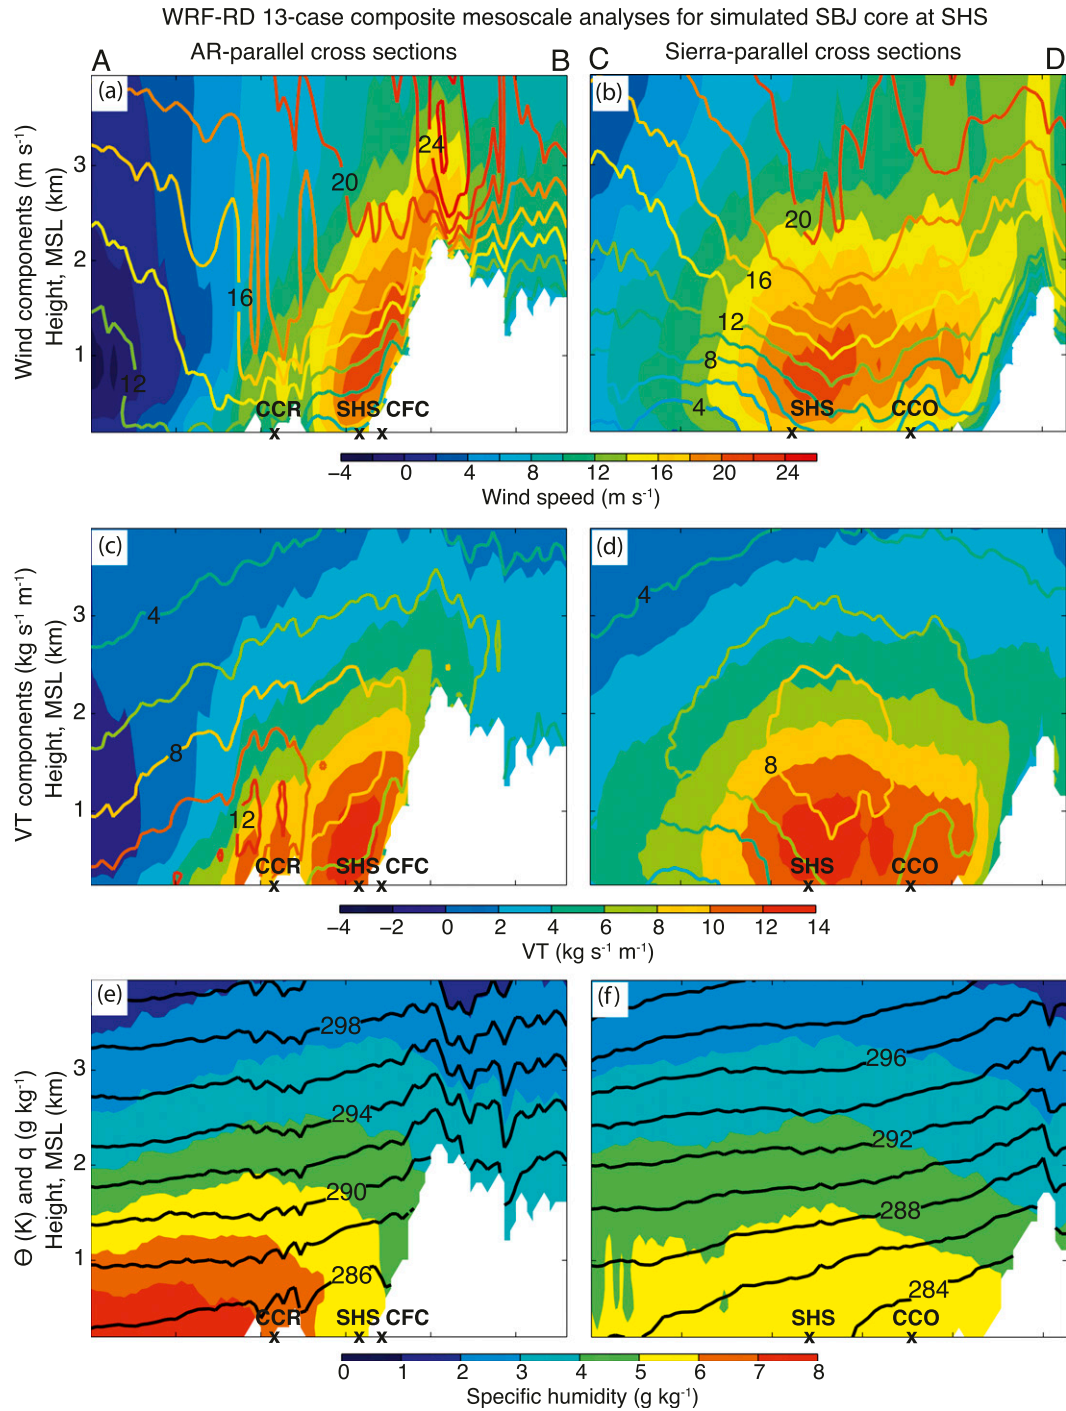 WRF-RD 13-case composite mesoscale analyses for simulated SBJ core at SHS
AR-parallel cross sections
Sierra-parallel cross sections
A
B
C
D
(a)
(b)
Wind components (m s⁻¹)
Height, MSL (km)
3
2
1
24
20
16
12
CCR
SHS
CFC
x
x
x
20
16
12
8
4
SHS
CCO
x
x
−4
0
4
8
12
16
20
24
Wind speed (m s⁻¹)
(c)
(d)
VT components (kg s⁻¹ m⁻¹)
Height, MSL (km)
3
2
1
4
8
12
CCR
SHS
CFC
x
x
x
4
8
SHS
CCO
x
x
−4
−2
0
2
4
6
8
10
12
14
VT (kg s⁻¹ m⁻¹)
(e)
(f)
Θ (K) and q (g kg⁻¹)
Height, MSL (km)
3
2
1
298
294
290
286
CCR
SHS
CFC
x
x
x
296
292
288
284
SHS
CCO
x
x
0
1
2
3
4
5
6
7
8
Specific humidity (g kg⁻¹)